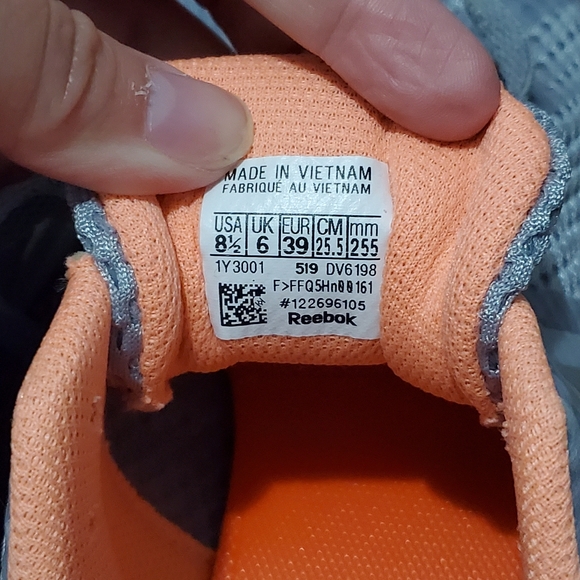 MADE IN VIETNAM
FABRIQUÉ AU VIETNAM
USA UK EUR CM mm
8½ 6 39 25.5 255
1Y3001 519 DV6198
F>FFQ5Hn00161
#122696105
Reebok